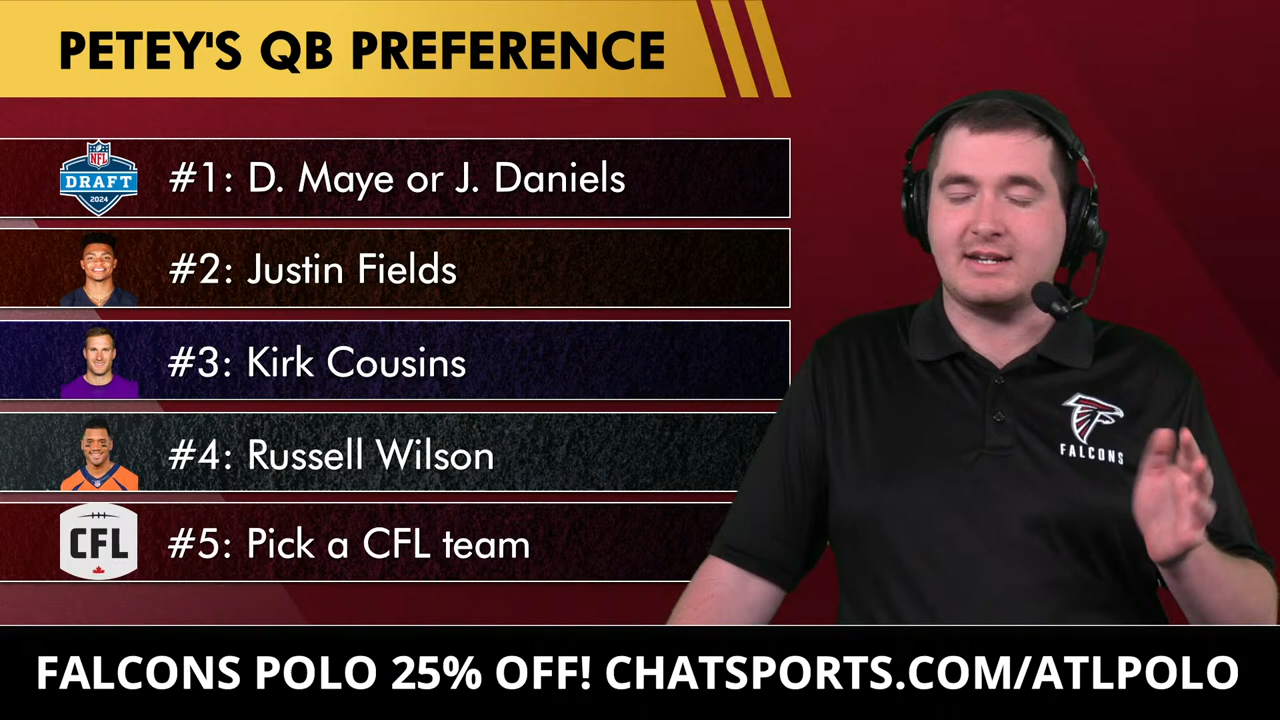 PETEY'S QB PREFERENCE
NFL
DRAFT
2024
#1: D. Maye or J. Daniels
#2: Justin Fields
#3: Kirk Cousins
#4: Russell Wilson
CFL
#5: Pick a CFL team
FALCONS
FALCONS POLO 25% OFF! CHATSPORTS.COM/ATLPOLO